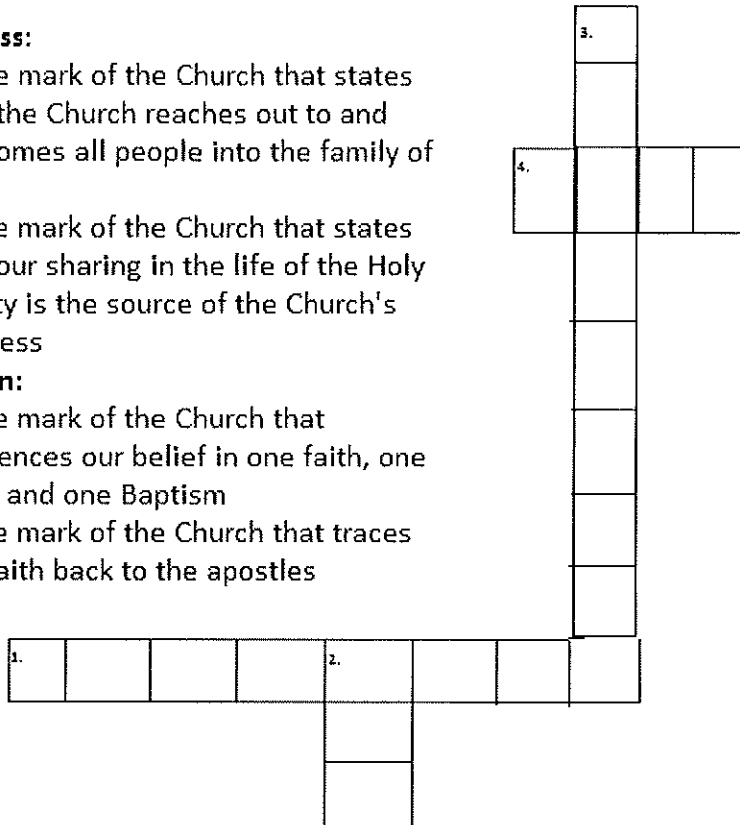 ss:
e mark of the Church that states
the Church reaches out to and
omes all people into the family of
e mark of the Church that states
our sharing in the life of the Holy
ty is the source of the Church's
ess
n:
e mark of the Church that
ences our belief in one faith, one
and one Baptism
e mark of the Church that traces
aith back to the apostles
3.
4.
1.
2.